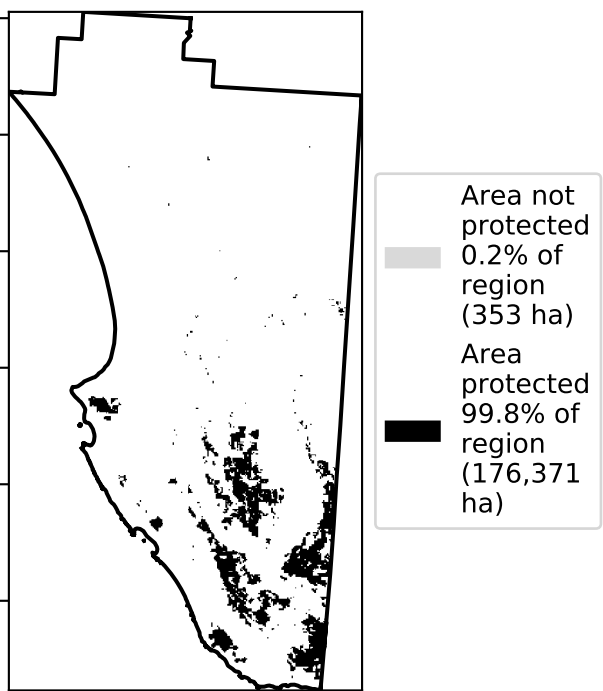 Area not
protected
0.2% of
region
(353 ha)
Area
protected
99.8% of
region
(176,371
ha)